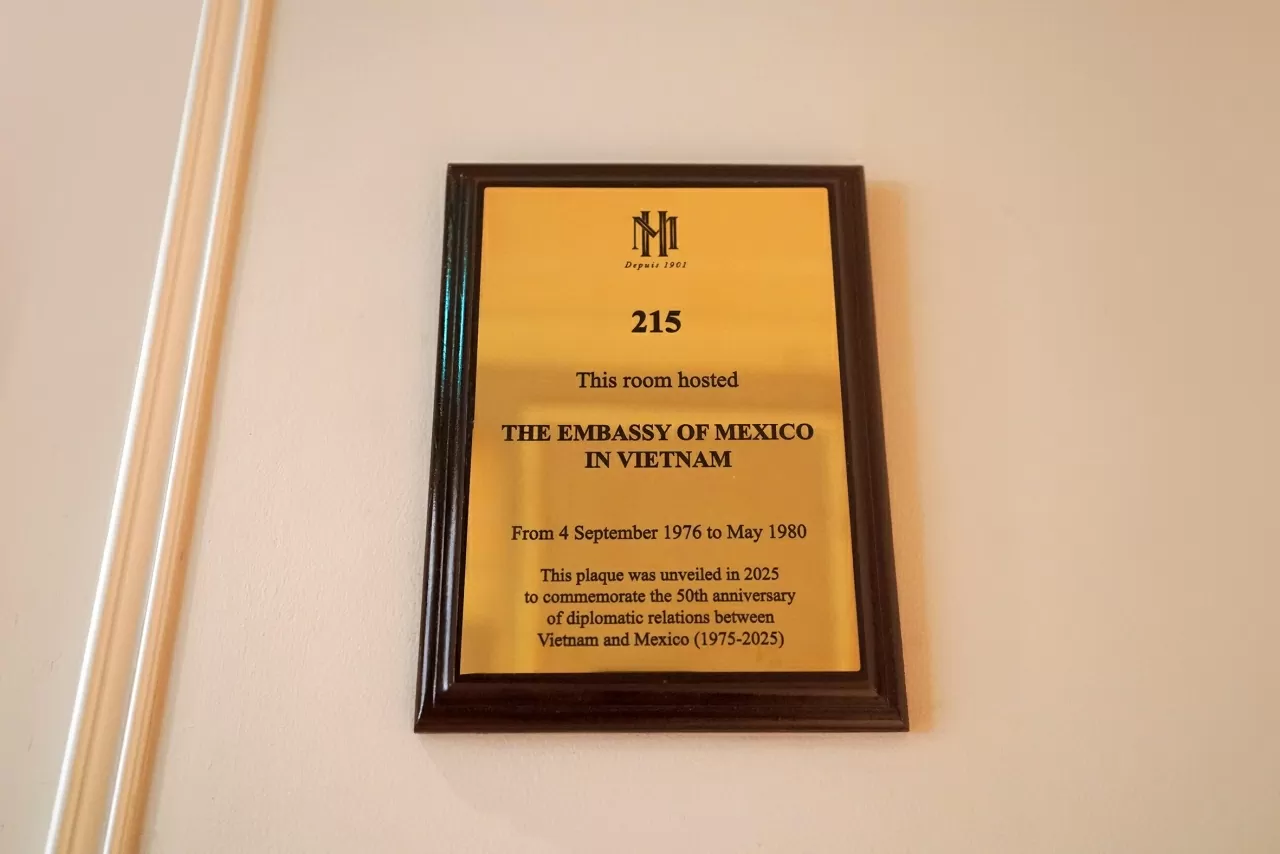 MH
Depuis 1901
215
This room hosted
THE EMBASSY OF MEXICO
IN VIETNAM
From 4 September 1976 to May 1980
This plaque was unveiled in 2025
to commemorate the 50th anniversary
of diplomatic relations between
Vietnam and Mexico (1975-2025)